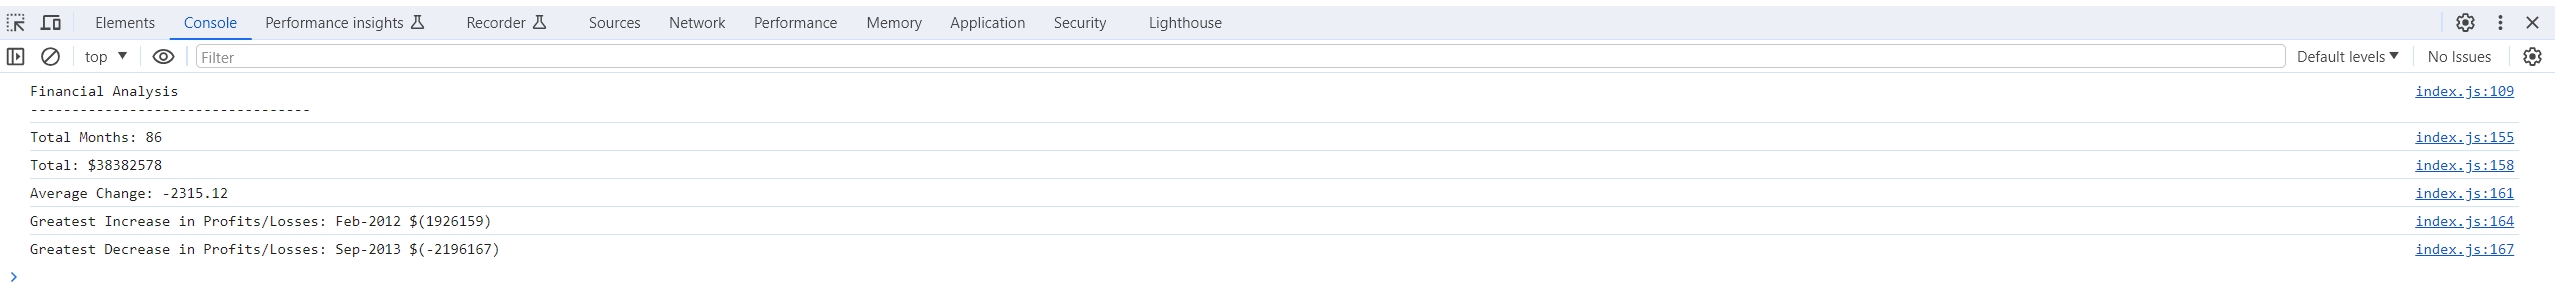 Elements Console Performance insights Recorder Sources Network Performance Memory Application Security Lighthouse
top Filter Default levels No Issues
Financial Analysis index.js:109
----------------------------------
Total Months: 86 index.js:155
Total: $38382578 index.js:158
Average Change: -2315.12 index.js:161
Greatest Increase in Profits/Losses: Feb-2012 $(1926159) index.js:164
Greatest Decrease in Profits/Losses: Sep-2013 $(-2196167) index.js:167